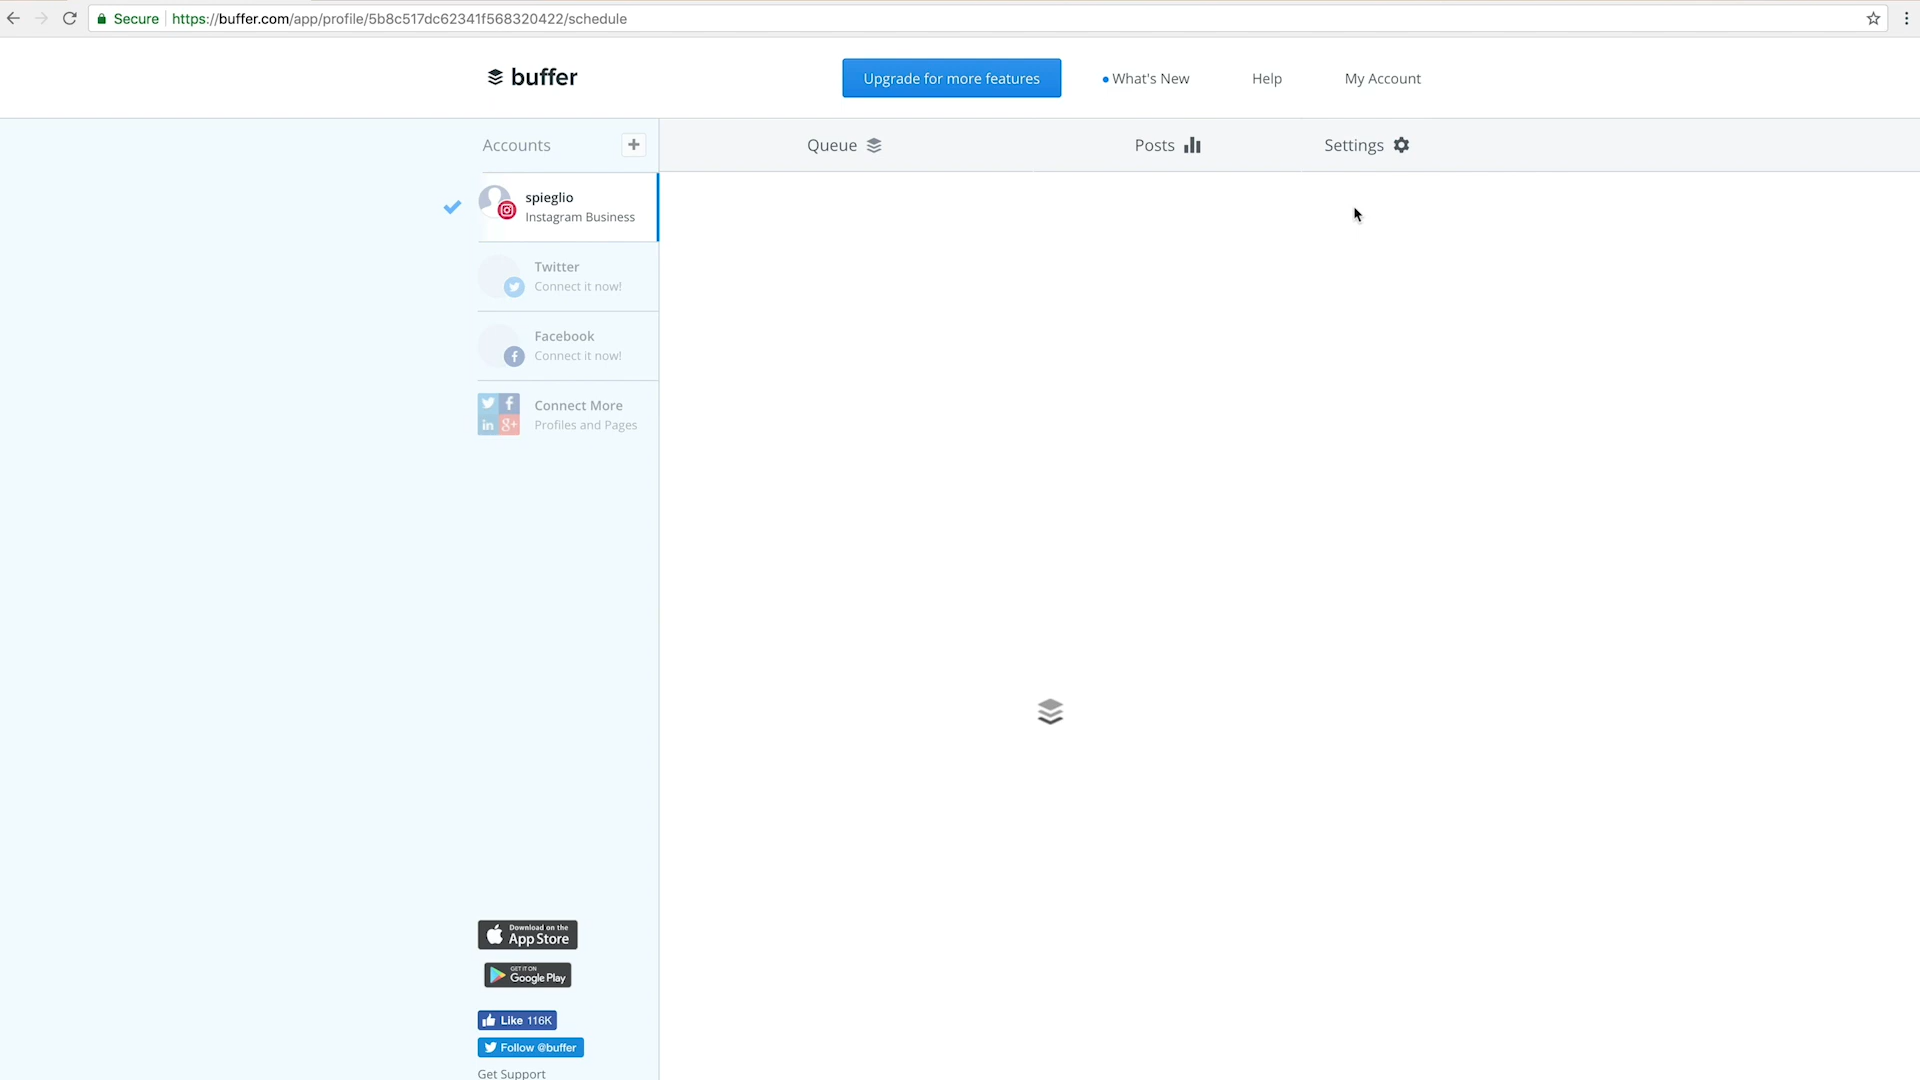 Secure https://buffer.com/app/profile/5b8c517dc62341f568320422/schedule
buffer
Upgrade for more features
What's New
Help
My Account
Accounts
+
Queue
Posts
Settings
spieglio
Instagram Business
Twitter
Connect it now!
Facebook
Connect it now!
Connect More
Profiles and Pages
Download on the
App Store
GET IT ON
Google Play
Like 116K
Follow @buffer
Get Support